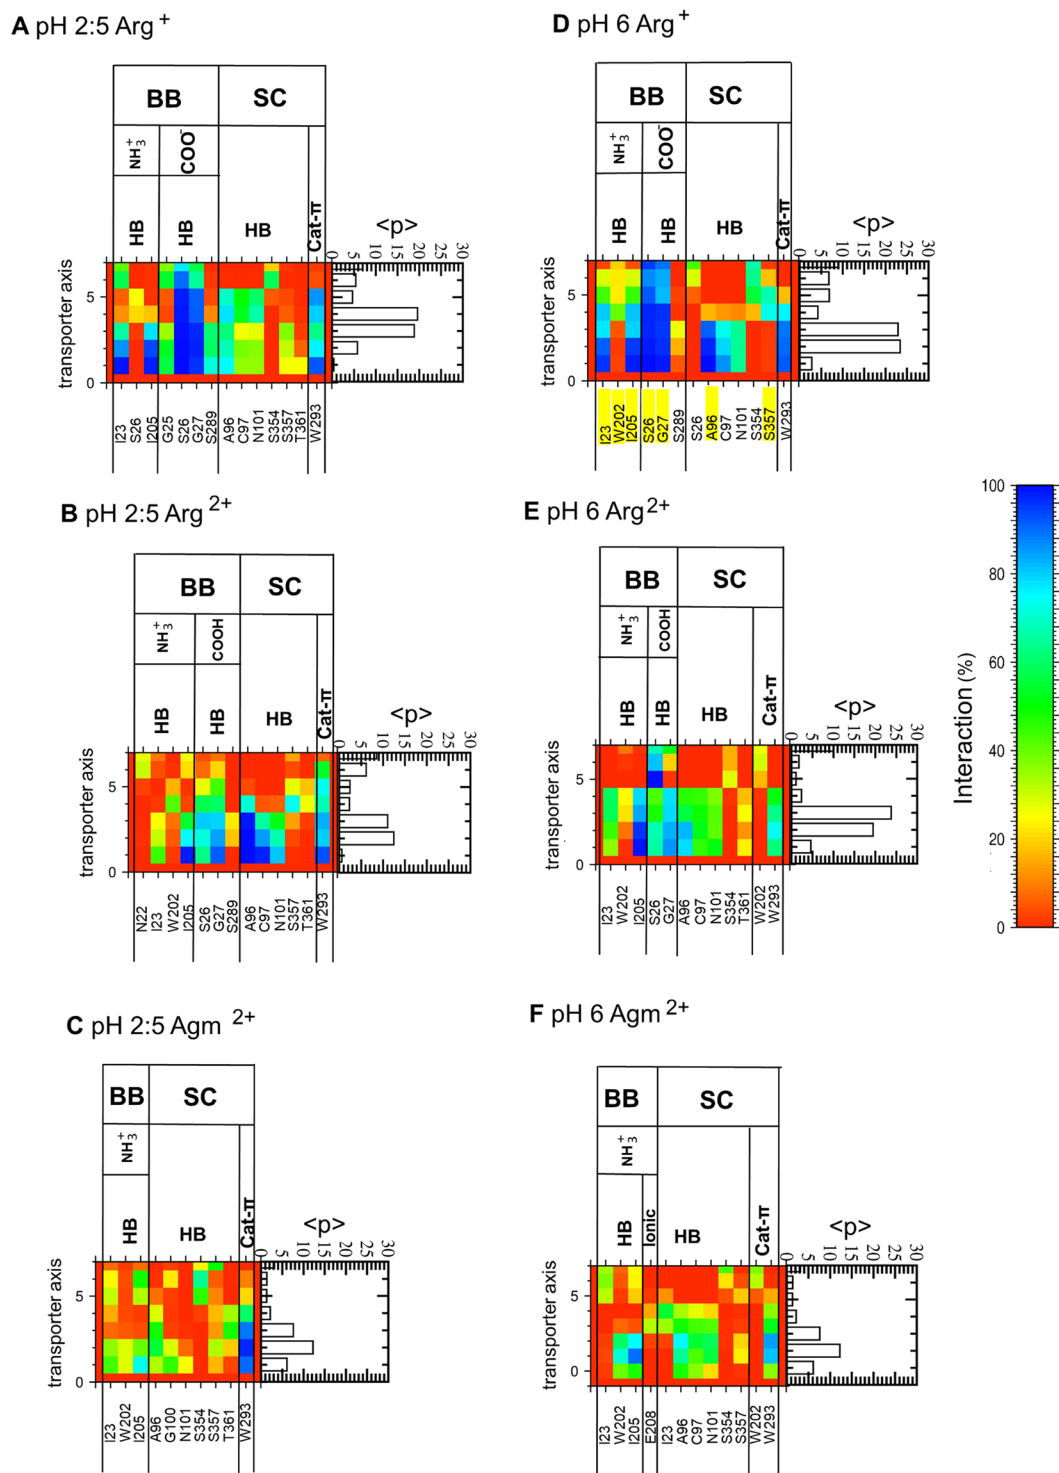 A pH 2:5 Arg +
BB SC
NH3+ COO-
HB HB HB Cat-π
<p>
0 5 10 15 20 25 30
transporter axis
5
0
I23 S26 I205 G25 S26 G27 S289 A96 C97 N101 S354 S357 T361 W293
D pH 6 Arg+
BB SC
NH3+ COO-
HB HB HB Cat-π
<p>
0 5 10 15 20 25 30
transporter axis
5
0
I23 W202 I205 S26 G27 S289 S26 A96 C97 N101 S354 S357 W293
B pH 2:5 Arg 2+
BB SC
NH3+ COOH
HB HB HB Cat-π
<p>
0 5 10 15 20 25 30
transporter axis
5
0
N22 I23 W202 I205 S26 G27 S289 A96 C97 N101 S357 T361 W293
E pH 6 Arg2+
BB SC
NH3+ COOH
HB HB HB Cat-π
<p>
0 5 10 15 20 25 30
transporter axis
5
0
I23 W202 I205 S26 G27 A96 C97 N101 S354 T361 W202 W293
100
80
60
40
20
0
Interaction (%)
C pH 2:5 Agm 2+
BB SC
NH3+
HB HB Cat-π
<p>
0 5 10 15 20 25 30
transporter axis
5
0
I23 W202 I205 A96 G100 N101 S354 S357 T361 W293
F pH 6 Agm 2+
BB SC
NH3+
HB Ionic HB Cat-π
<p>
0 5 10 15 20 25 30
transporter axis
5
0
I23 W202 I205 E208 I23 A96 C97 N101 S354 S357 W202 W293